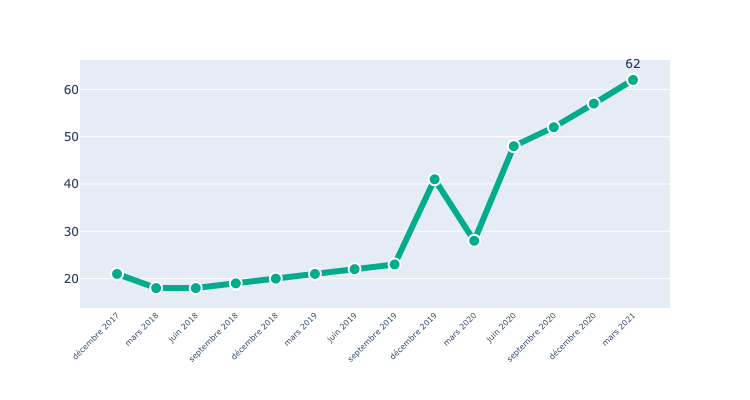 62
60
50
40
30
20
décembre 2017
mars 2018
juin 2018
septembre 2018
décembre 2018
mars 2019
juin 2019
septembre 2019
décembre 2019
mars 2020
juin 2020
septembre 2020
décembre 2020
mars 2021